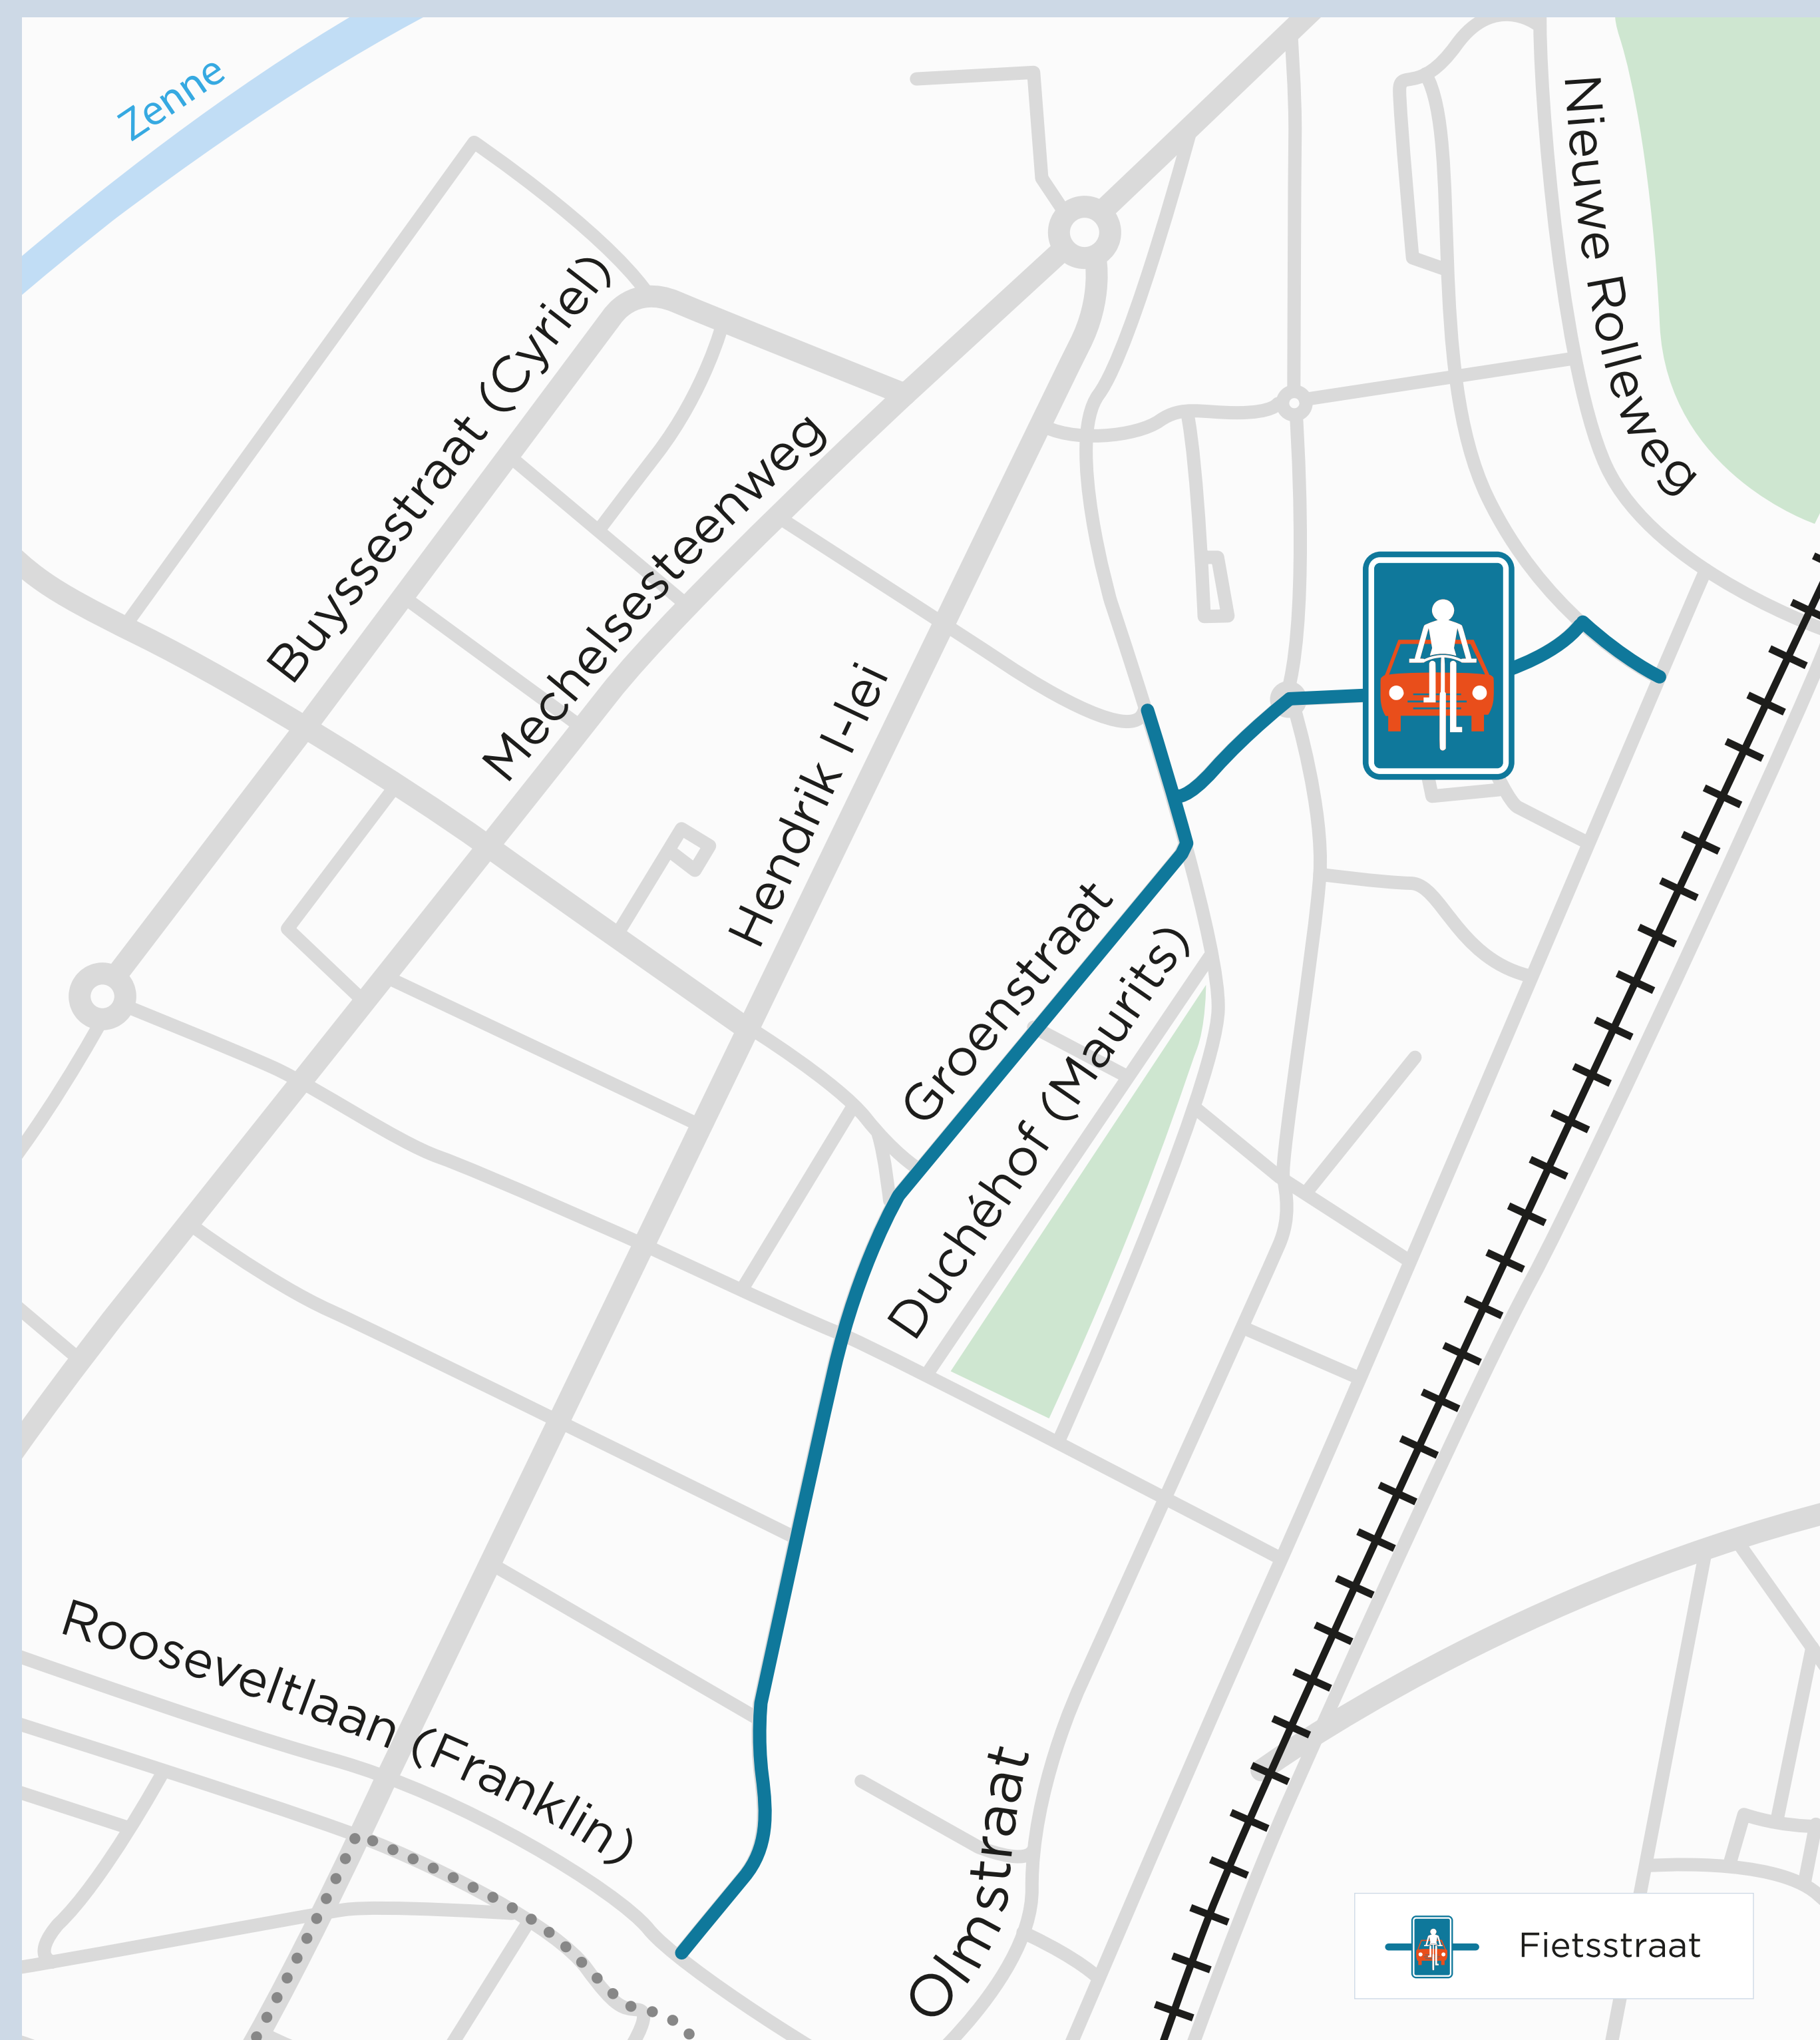 Zenne
Nieuwe Rolleweg
Buyssestraat (Cyriel)
Mechelsesteenweg
Hendrik I-lei
Groenstraat
Duchéhof (Maurits)
Rooseveltlaan (Franklin)
Olmstraat
Fietsstraat